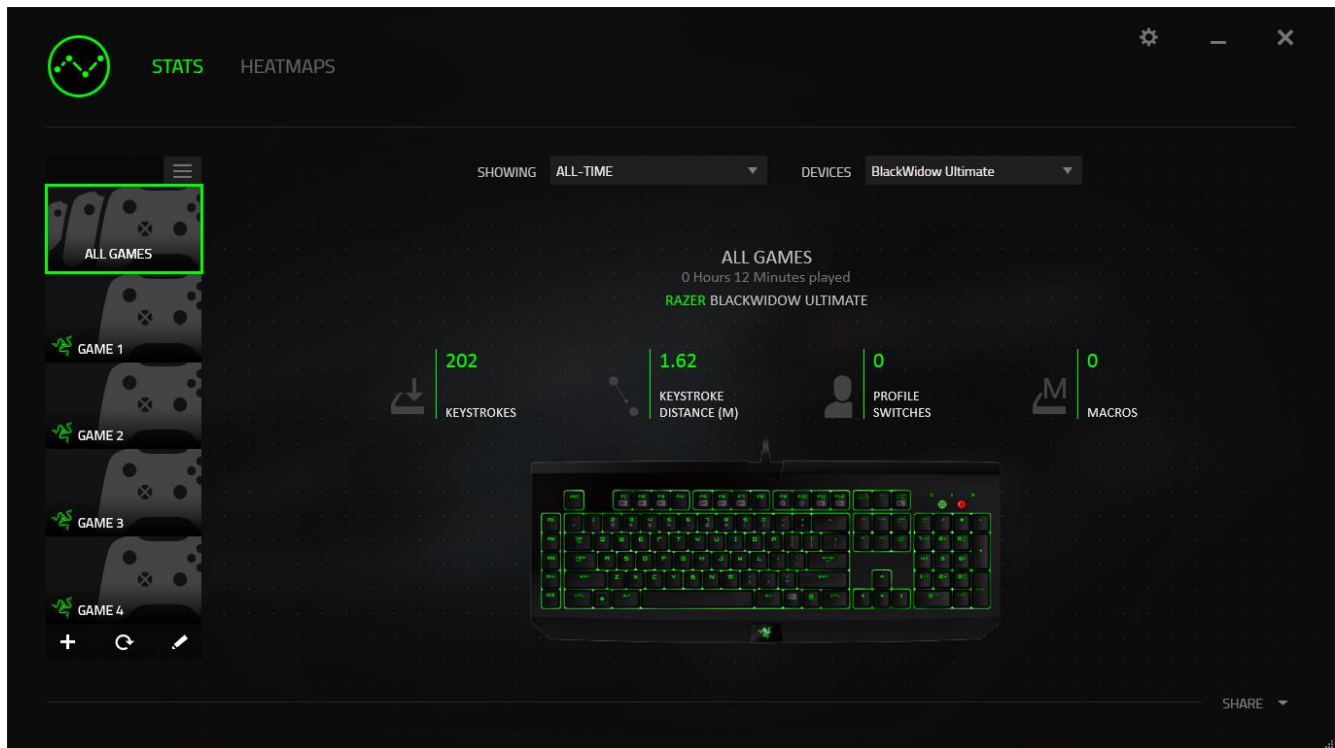 STATS HEATMAPS
SHOWING ALL-TIME DEVICES BlackWidow Ultimate
ALL GAMES
GAME 1
GAME 2
GAME 3
GAME 4
ALL GAMES
0 Hours 12 Minutes played
RAZER BLACKWIDOW ULTIMATE
202
KEYSTROKES
1.62
KEYSTROKE
DISTANCE (M)
0
PROFILE
SWITCHES
M
0
MACROS
SHARE